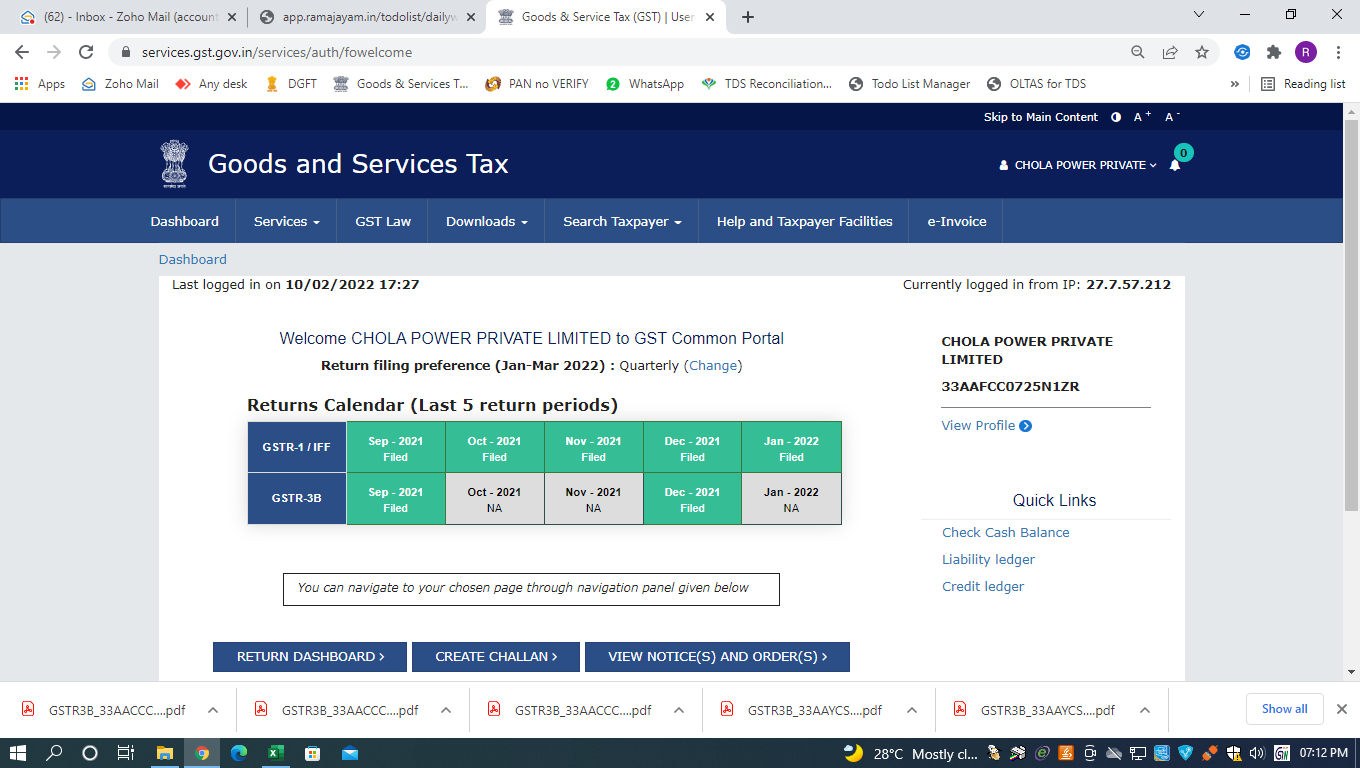 (62) - Inbox - Zoho Mail (account
app.ramajayam.in/todolist/dailyw
Goods & Service Tax (GST) | User
services.gst.gov.in/services/auth/fowelcome
R
Apps
Zoho Mail
Any desk
DGFT
Goods & Services T...
PAN no VERIFY
2
WhatsApp
TDS Reconciliation...
Todo List Manager
OLTAS for TDS
»
Reading list
Skip to Main Content
A +
A -
Goods and Services Tax
CHOLA POWER PRIVATE
0
Dashboard
Services
GST Law
Downloads
Search Taxpayer
Help and Taxpayer Facilities
e-Invoice
Dashboard
Last logged in on 10/02/2022 17:27
Currently logged in from IP: 27.7.57.212
Welcome CHOLA POWER PRIVATE LIMITED to GST Common Portal
Return filing preference (Jan-Mar 2022) : Quarterly (Change)
CHOLA POWER PRIVATE
LIMITED
33AAFCC0725N1ZR
View Profile
Returns Calendar (Last 5 return periods)
GSTR-1 / IFF
Sep - 2021
Filed
Oct - 2021
Filed
Nov - 2021
Filed
Dec - 2021
Filed
Jan - 2022
Filed
GSTR-3B
Sep - 2021
Filed
Oct - 2021
NA
Nov - 2021
NA
Dec - 2021
Filed
Jan - 2022
NA
Quick Links
Check Cash Balance
Liability ledger
Credit ledger
You can navigate to your chosen page through navigation panel given below
RETURN DASHBOARD >
CREATE CHALLAN >
VIEW NOTICE(S) AND ORDER(S) >
GSTR3B_33AACCC....pdf
GSTR3B_33AACCC....pdf
GSTR3B_33AACCC....pdf
GSTR3B_33AAYCS....pdf
GSTR3B_33AAYCS....pdf
Show all
28°C Mostly cl...
07:12 PM